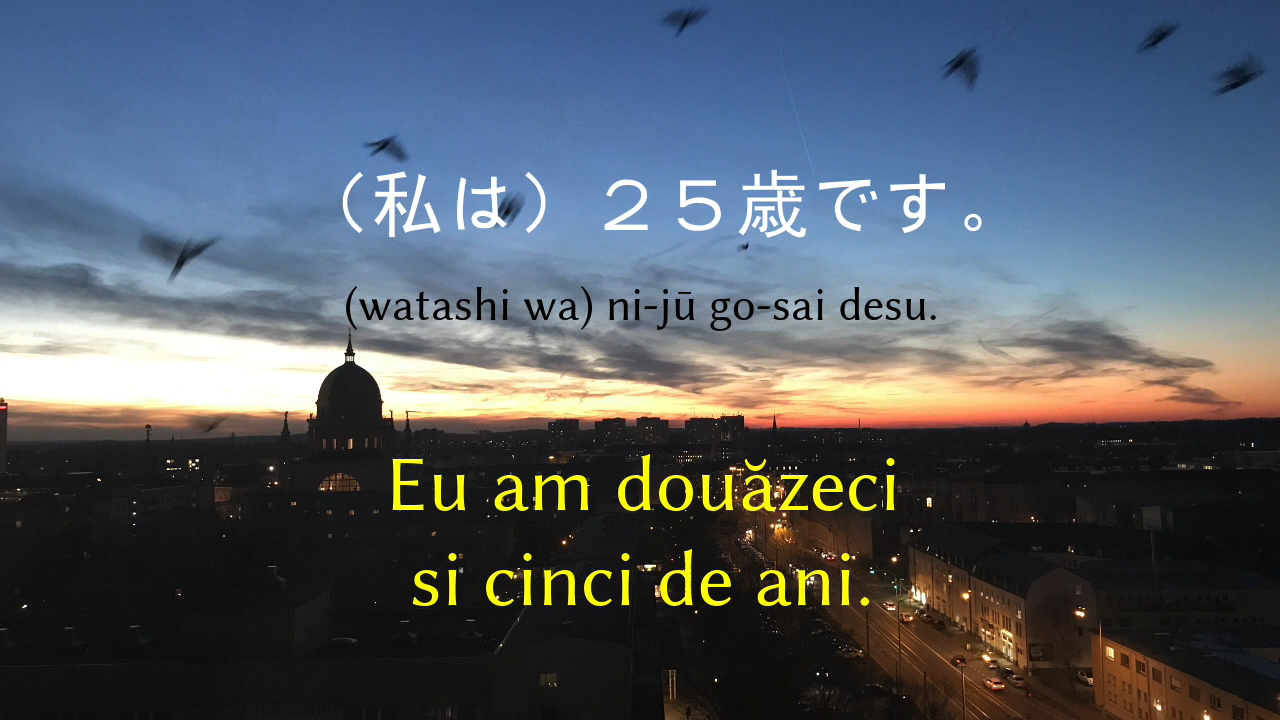 （私は）２５歳です。
(watashi wa) ni-jū go-sai desu.
Eu am douăzeci
si cinci de ani.